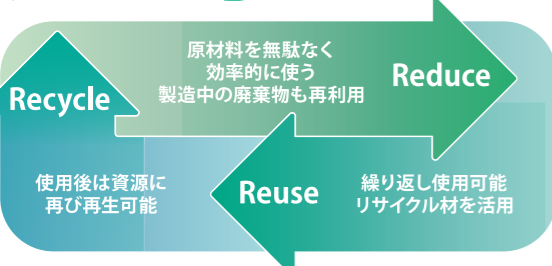 原材料を無駄なく
効率的に使う
製造中の廃棄物も再利用
Reduce
Recycle
使用後は資源に
再び再生可能
Reuse
繰り返し使用可能
リサイクル材を活用